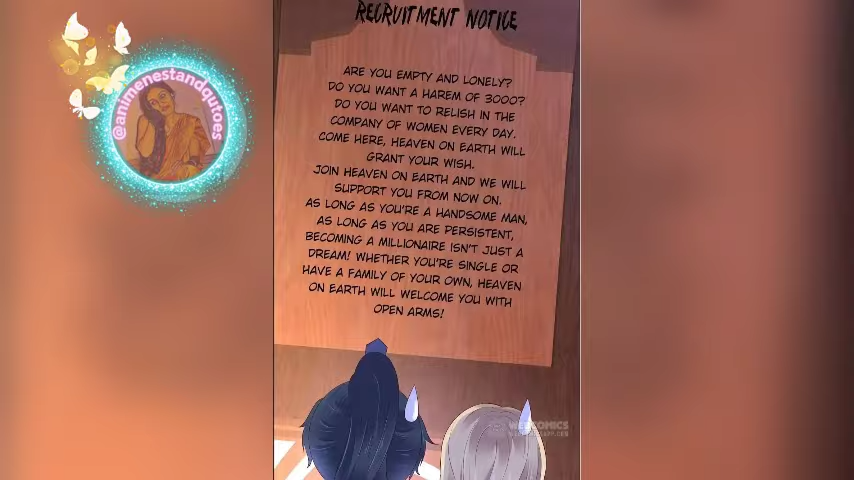 RECRUITMENT NOTICE
ARE YOU EMPTY AND LONELY?
DO YOU WANT A HAREM OF 3000?
DO YOU WANT TO RELISH IN THE
COMPANY OF WOMEN EVERY DAY.
COME HERE, HEAVEN ON EARTH WILL
GRANT YOUR WISH.
JOIN HEAVEN ON EARTH AND WE WILL
SUPPORT YOU FROM NOW ON.
AS LONG AS YOU'RE A HANDSOME MAN,
AS LONG AS YOU ARE PERSISTENT,
BECOMING A MILLIONAIRE ISN'T JUST A
DREAM! WHETHER YOU'RE SINGLE OR
HAVE A FAMILY OF YOUR OWN, HEAVEN
ON EARTH WILL WELCOME YOU WITH
OPEN ARMS!
@animenestandqutoes
WEBCOMICS